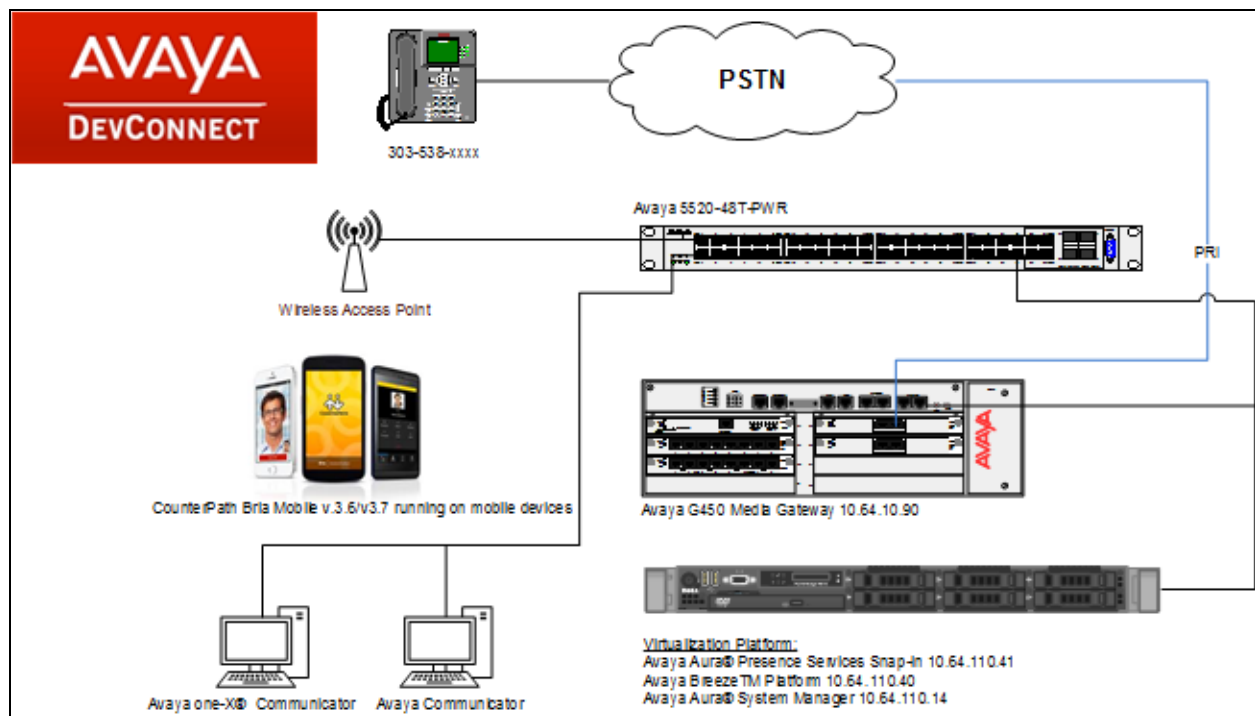 AVAYA
DEVCONNECT
303-538-xxxx
PSTN
Avaya 5520-48T-PWR
PRI
Wireless Access Point
CounterPath Bria Mobile v.3.6/v3.7 running on mobile devices
AVAYA
Avaya G450 Media Gateway 10.64.10.90
Avaya one-X® Communicator
Avaya Communicator
Virtualization Platform:
Avaya Aura® Presence Services Snap-in 10.64.110.41
Avaya BreezeTM Platform 10.64.110.40
Avaya Aura® System Manager 10.64.110.14